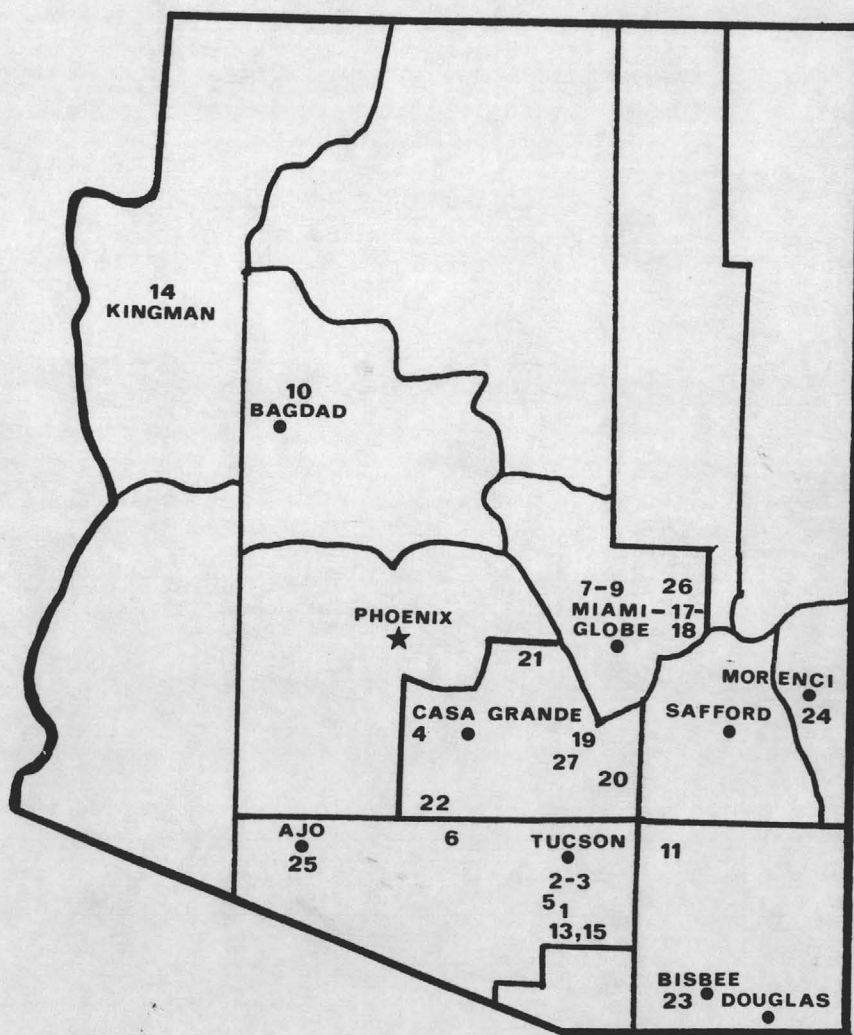 14
KINGMAN
10
BAGDAD
7-9 26
PHOENIX MIAMI-17-
GLOBE 18
21
MORENCI
CASA GRANDE SAFFORD 24
4 19
27
20
22
AJO 6 TUCSON 11
25
2-3
5
1
13,15
BISBEE
23 DOUGLAS